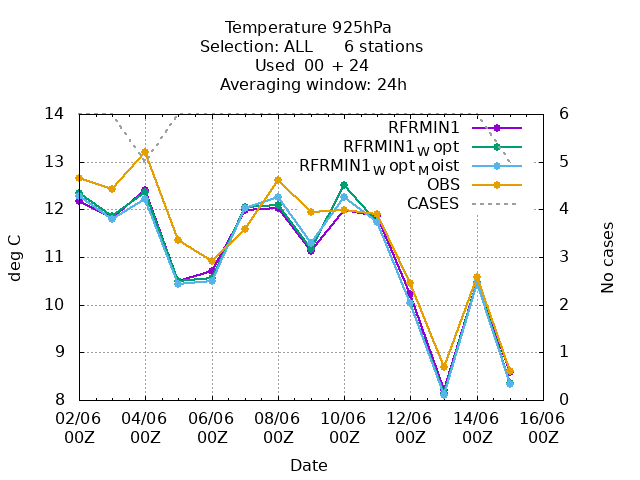 Temperature 925hPa
Selection: ALL 6 stations
Used 00 + 24
Averaging window: 24h
14 6
RFRMIN1
RFRMIN1W opt
13 5
RFRMIN1W optM oist
OBS
CASES
12 4
11 3
10 2
9 1
8 0
deg C
No cases
02/06 04/06 06/06 08/06 10/06 12/06 14/06 16/06
00Z 00Z 00Z 00Z 00Z 00Z 00Z 00Z
Date